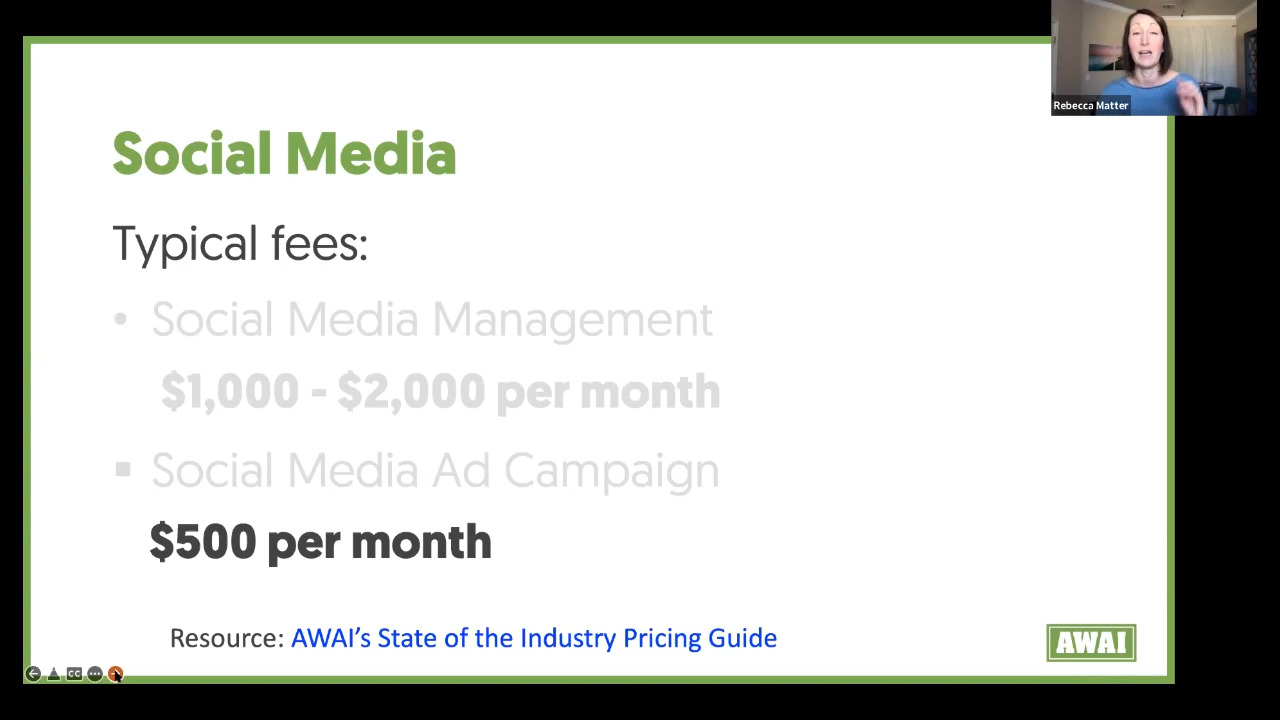 Rebecca Matter
Social Media
Typical fees:
• Social Media Management
$1,000 - $2,000 per month
▪ Social Media Ad Campaign
$500 per month
Resource: AWAI’s State of the Industry Pricing Guide
AWAI
CC